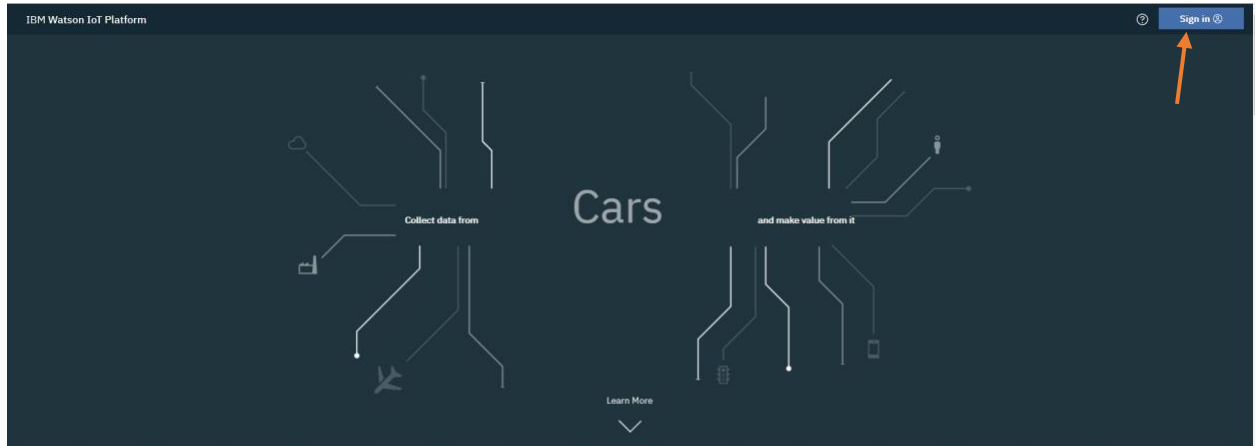 IBM Watson IoT Platform
Sign in
Collect data from
Cars
and make value from it
Learn More